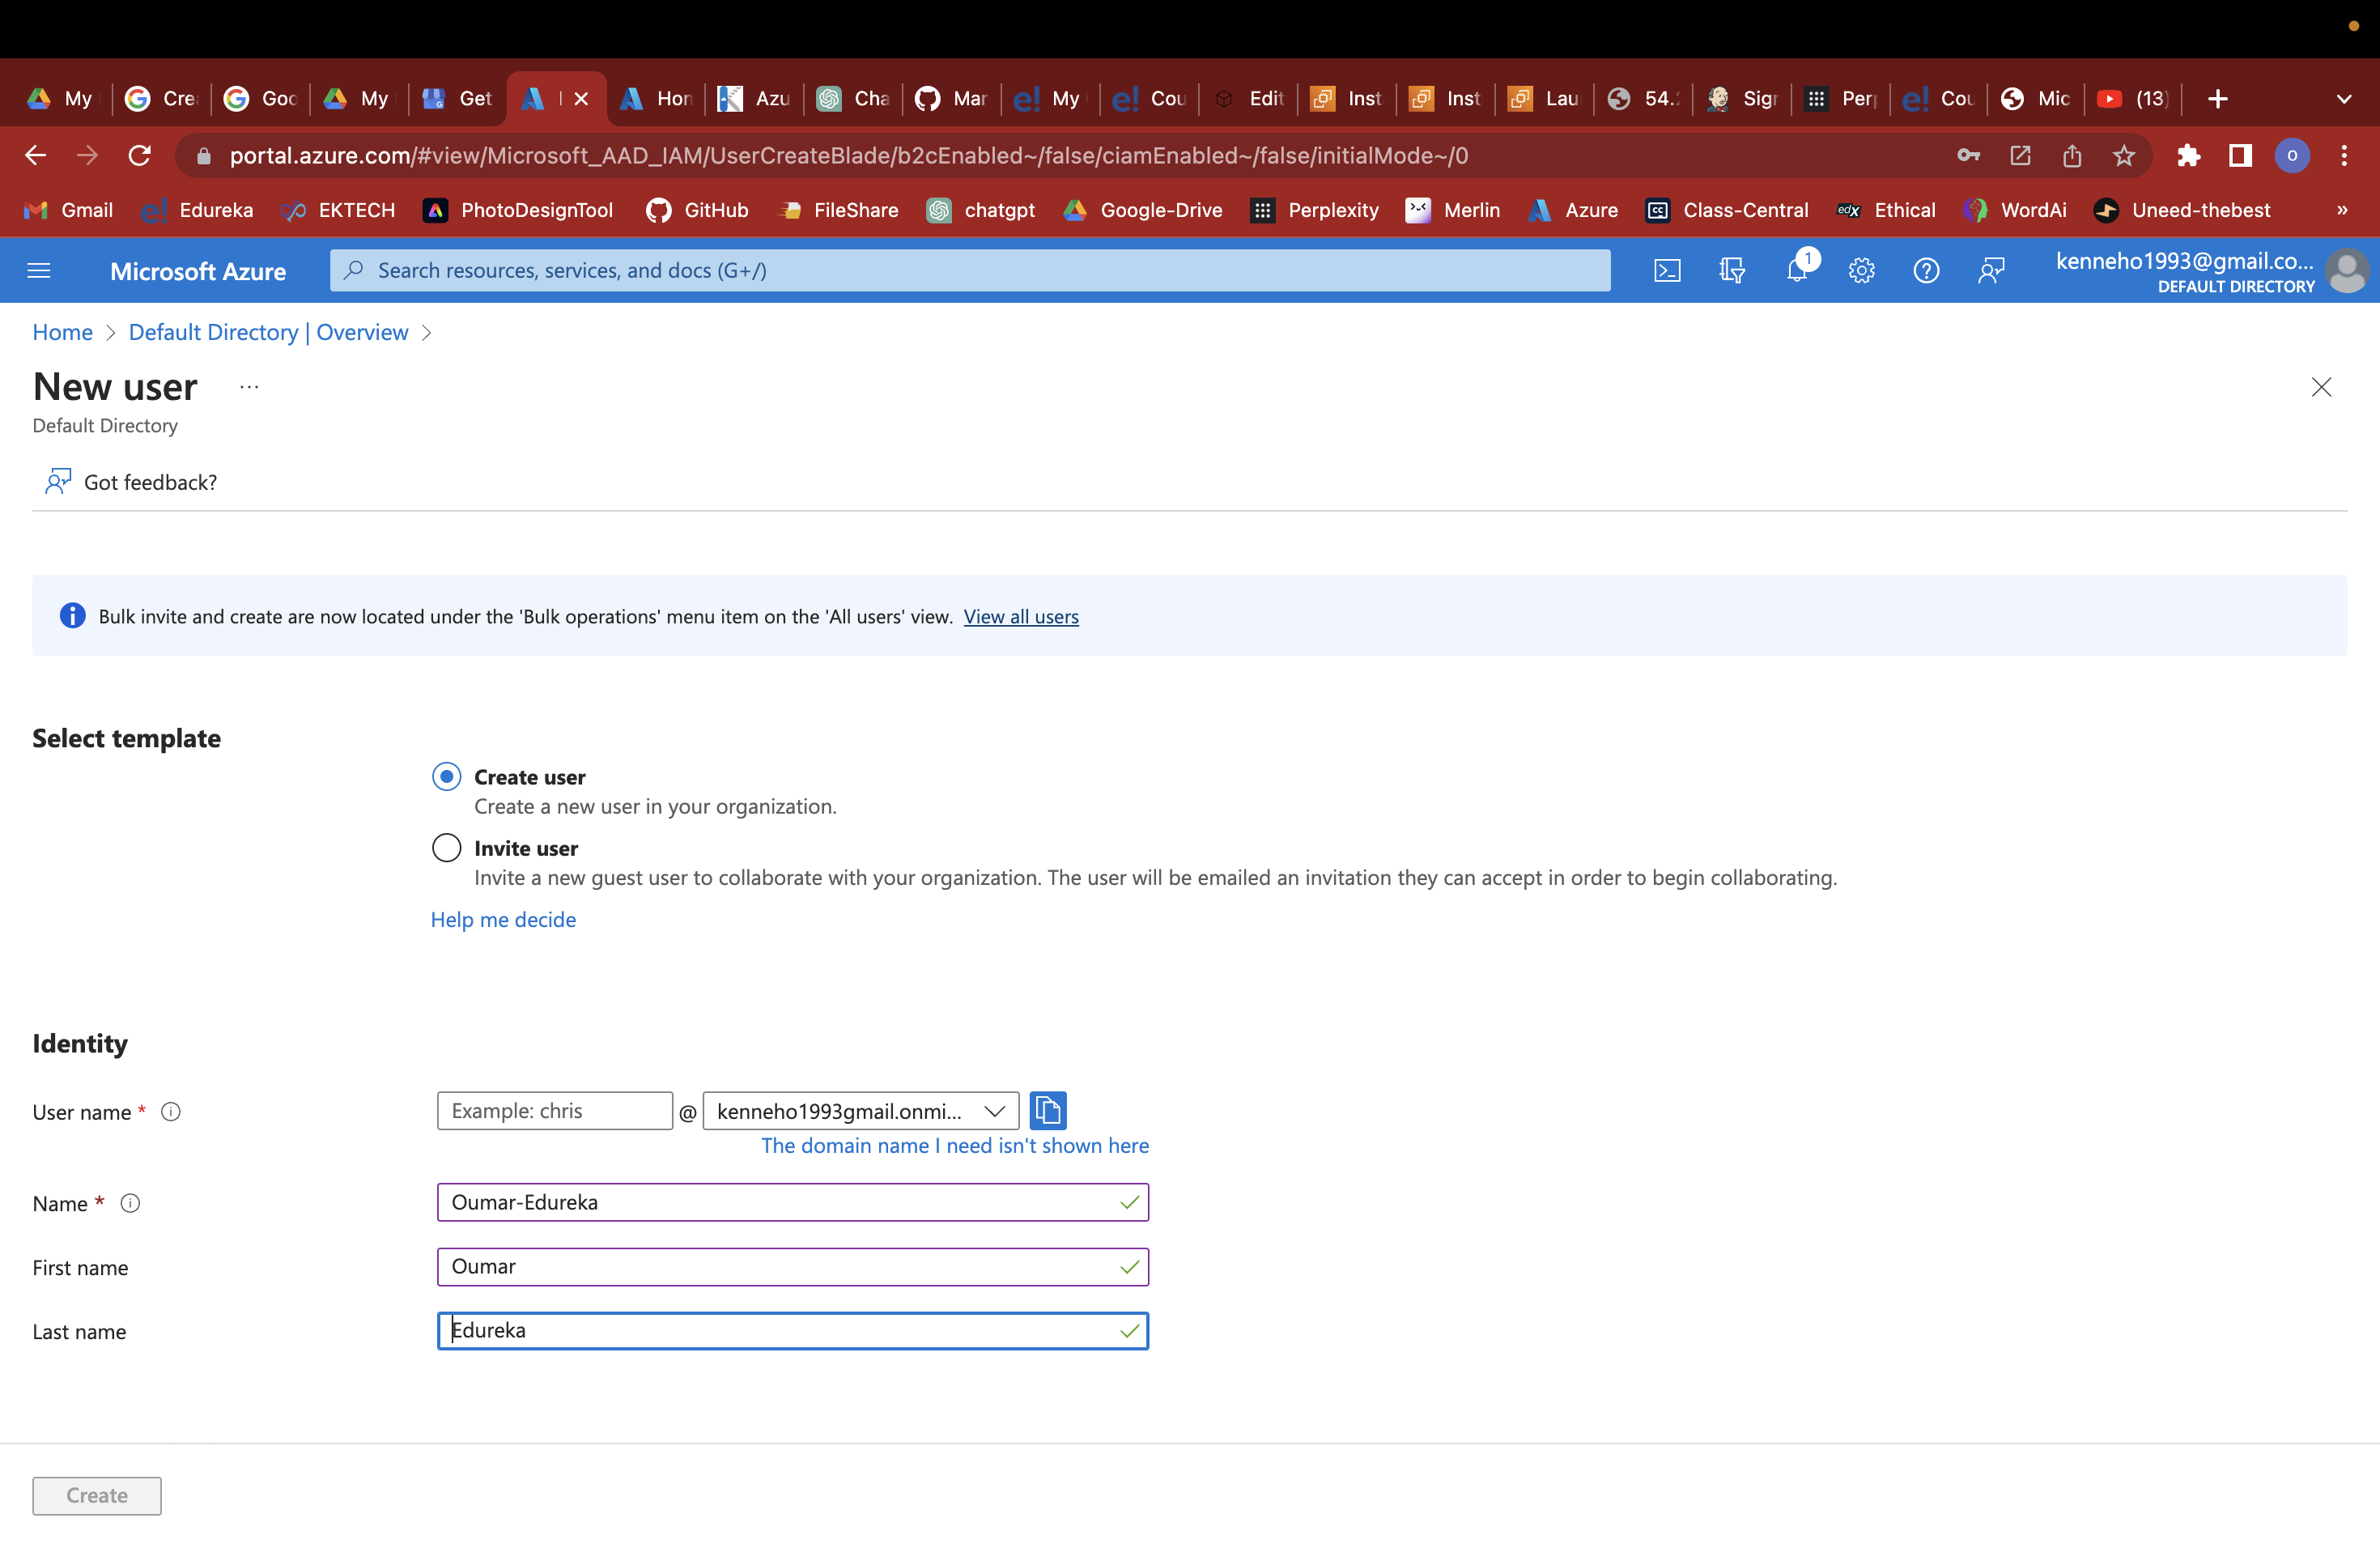 My
Cre
Goo
My
Get
Hon
Azu
Cha
Mar
My
Cou
Edit
Inst
Inst
Lau
54.
Sign
Per
Cou
Mic
(13)
portal.azure.com/#view/Microsoft_AAD_IAM/UserCreateBlade/b2cEnabled~/false/ciamEnabled~/false/initialMode~/0
O
Gmail
Edureka
EKTECH
PhotoDesignTool
GitHub
FileShare
chatgpt
Google-Drive
Perplexity
Merlin
Azure
Class-Central
Ethical
WordAi
Uneed-thebest
»
Microsoft Azure
Search resources, services, and docs (G+/)
1
kenneho1993@gmail.co...
DEFAULT DIRECTORY
Home > Default Directory | Overview >
New user ...
Default Directory
Got feedback?
Bulk invite and create are now located under the 'Bulk operations' menu item on the 'All users' view. View all users
Select template
Create user
Create a new user in your organization.
Invite user
Invite a new guest user to collaborate with your organization. The user will be emailed an invitation they can accept in order to begin collaborating.
Help me decide
Identity
User name * Example: chris @ kenneho1993gmail.onmi...
The domain name I need isn't shown here
Name * Oumar-Edureka
First name Oumar
Last name Edureka
Create